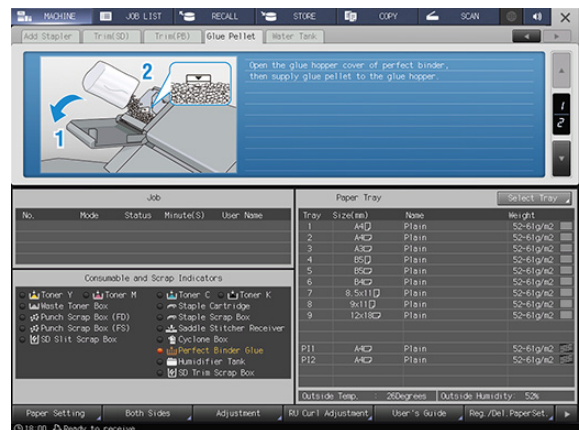 MACHINE JOB LIST RECALL STORE COPY SCAN
Add Stapler Trim(SD) Trim(PB) Glue Pellet Water Tank
Open the glue hopper cover of perfect binder,
then supply glue pellet to the glue hopper.
1
2
1
2
Job
No. Mode Status Minute(S) User Name
Consumable and Scrap Indicators
Toner Y Toner M Toner C Toner K
Waste Toner Box Staple Cartridge
Punch Scrap Box (FD) Staple Scrap Box
Punch Scrap Box (FS) Saddle Stitcher Receiver
SD Slit Scrap Box Cyclone Box
Perfect Binder Glue
Humidifier Tank
SD Trim Scrap Box
Paper Tray Select Tray
Tray Size(mm) Name Weight
1 A4 Plain 52-61g/m2
2 A4 Plain 52-61g/m2
3 A3 Plain 52-61g/m2
4 B5 Plain 52-61g/m2
5 B5 Plain 52-61g/m2
6 B4 Plain 52-61g/m2
7 8.5x11 Plain 52-61g/m2
8 9x11 Plain 52-61g/m2
9 12x18 Plain 52-61g/m2
PI1 A4 Plain 52-61g/m2
PI2 A4 Plain 52-61g/m2
Outside Temp. : 26Degrees Outside Humidity: 52%
Paper Setting Both Sides Adjustment RU Curl Adjustment User's Guide Reg./Del.PaperSet.
18:00 Ready to receive